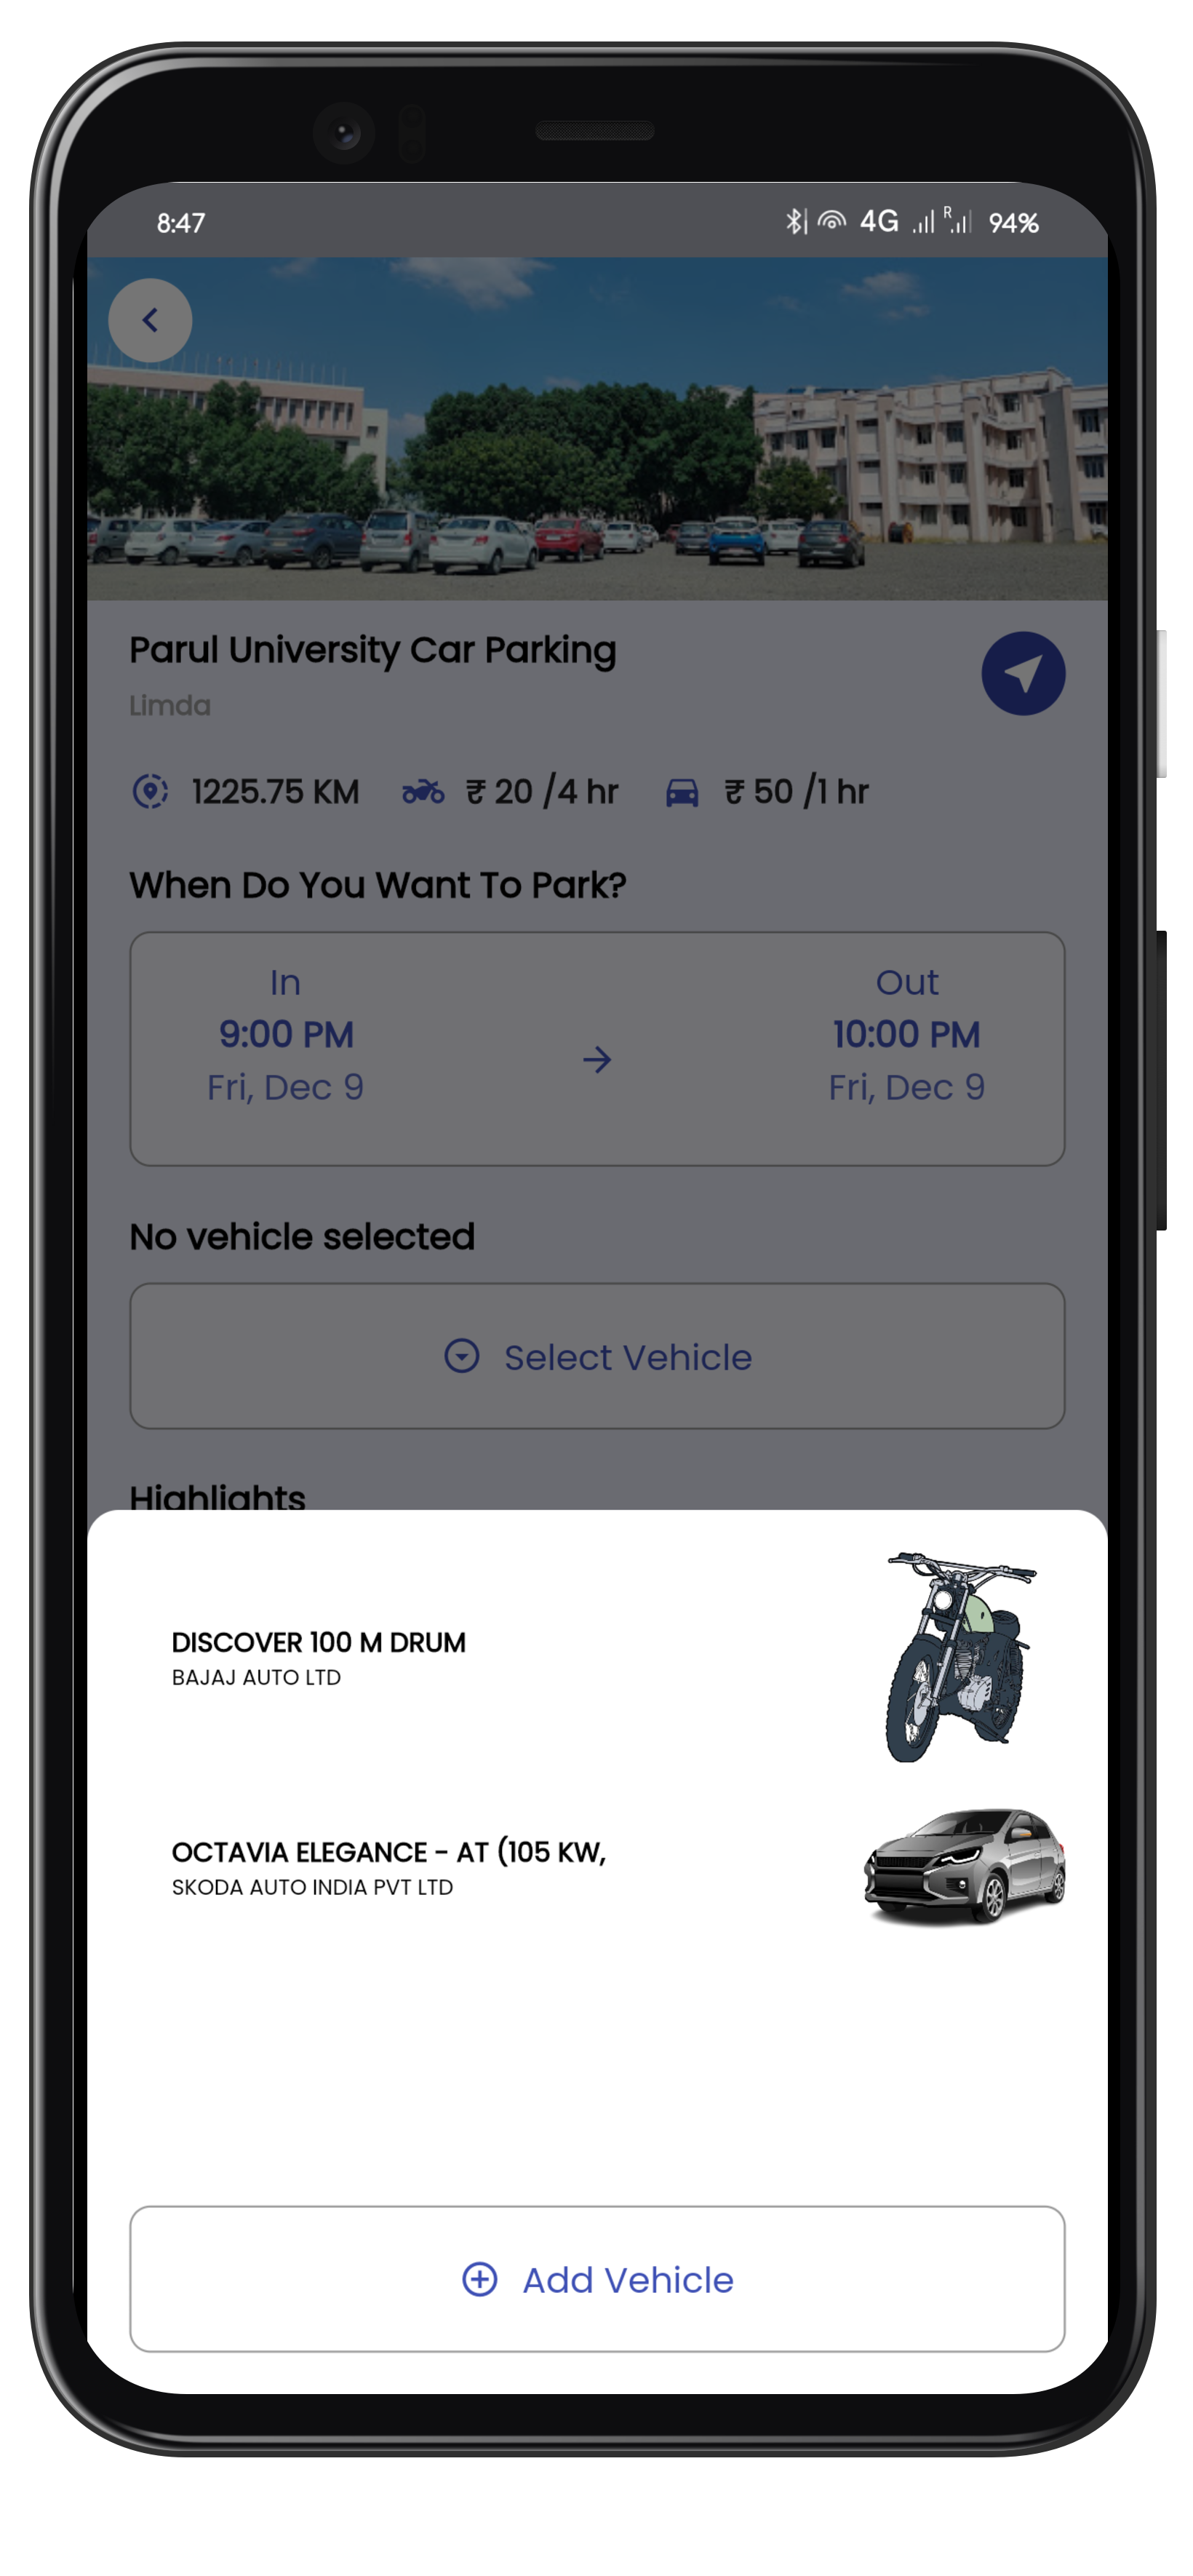 8:47 4G R 94%
Parul University Car Parking
Limda
1225.75 KM ₹ 20 /4 hr ₹ 50 /1 hr
When Do You Want To Park?
In Out
9:00 PM 10:00 PM
Fri, Dec 9 Fri, Dec 9
No vehicle selected
Select Vehicle
Highlights
DISCOVER 100 M DRUM
BAJAJ AUTO LTD
OCTAVIA ELEGANCE - AT (105 KW,
SKODA AUTO INDIA PVT LTD
Add Vehicle